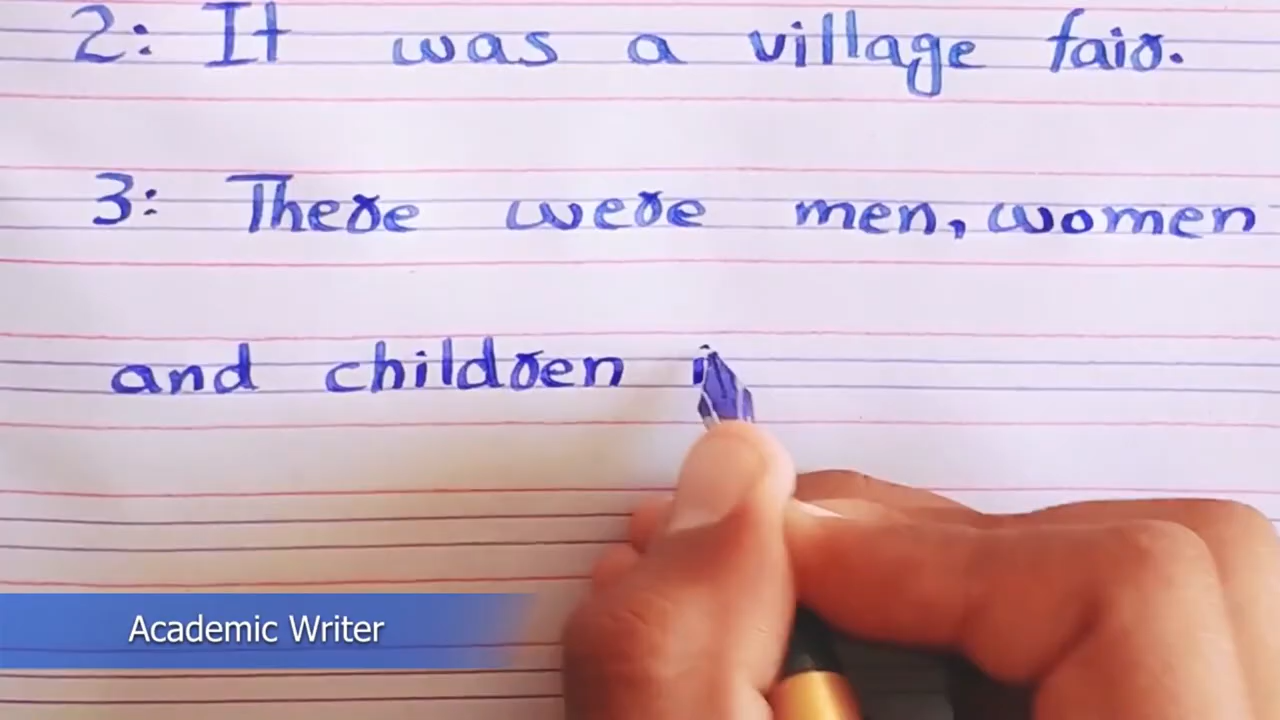 2: It was a village fair.
3: There were men, women
and children i
Academic Writer